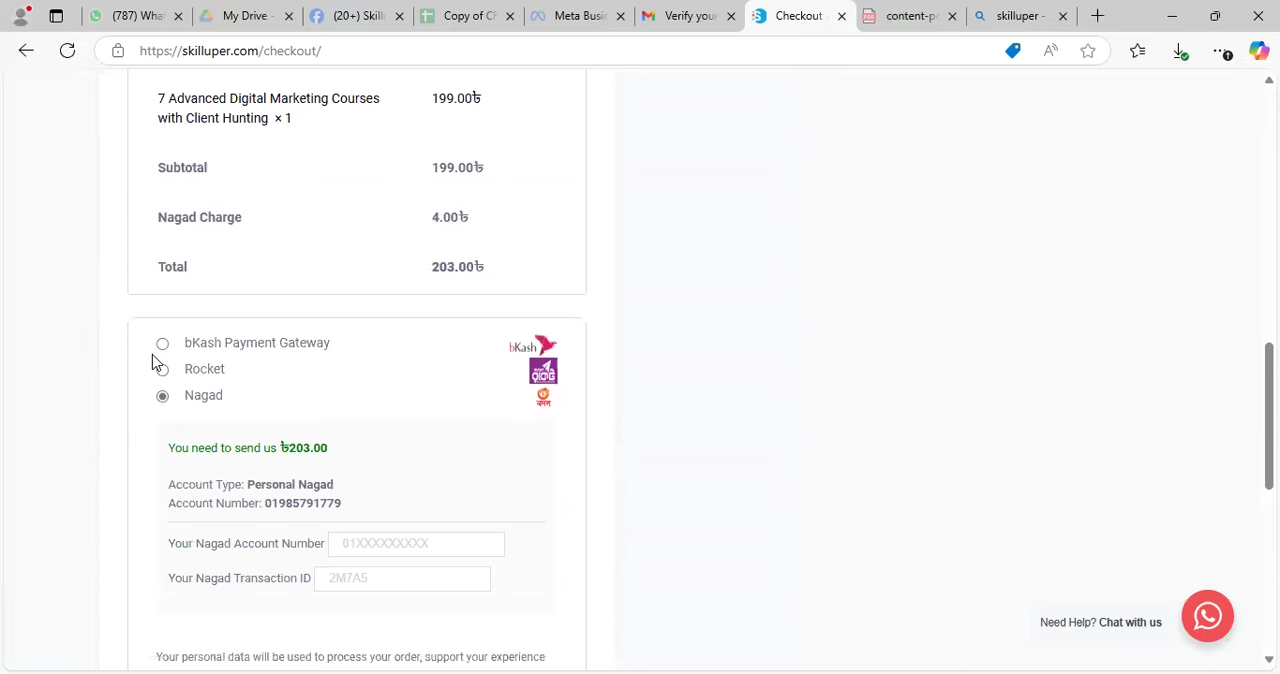 (787) What
My Drive -
(20+) Skill
Copy of CF
Meta Busi
Verify your
Checkout
content-pe
skilluper -
https://skilluper.com/checkout/
7 Advanced Digital Marketing Courses 199.00৳
with Client Hunting × 1
Subtotal 199.00৳
Nagad Charge 4.00৳
Total 203.00৳
bKash Payment Gateway bKash
Rocket
Nagad নগদ
You need to send us ৳203.00
Account Type: Personal Nagad
Account Number: 01985791779
Your Nagad Account Number 01XXXXXXXXX
Your Nagad Transaction ID 2M7A5
Your personal data will be used to process your order, support your experience
Need Help? Chat with us